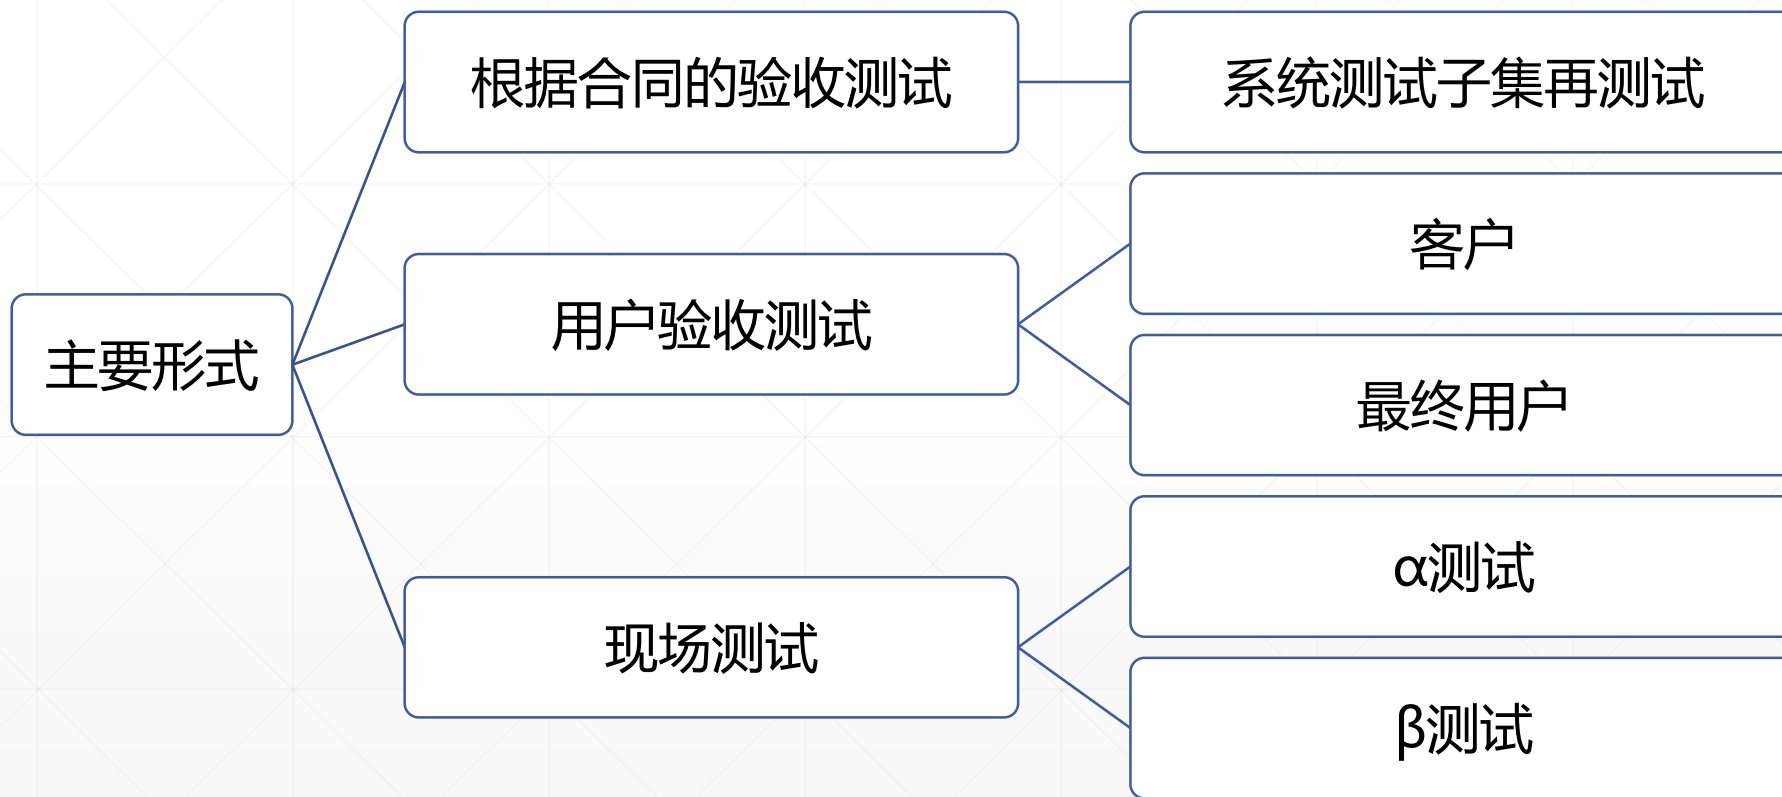 主要形式
根据合同的验收测试
系统测试子集再测试
用户验收测试
客户
最终用户
现场测试
α测试
β测试